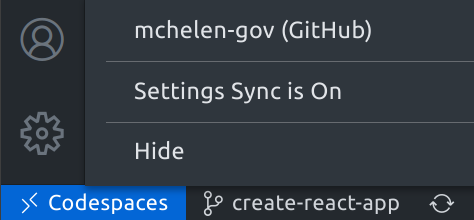 mchelen-gov (GitHub)
Settings Sync is On
Hide
Codespaces create-react-app